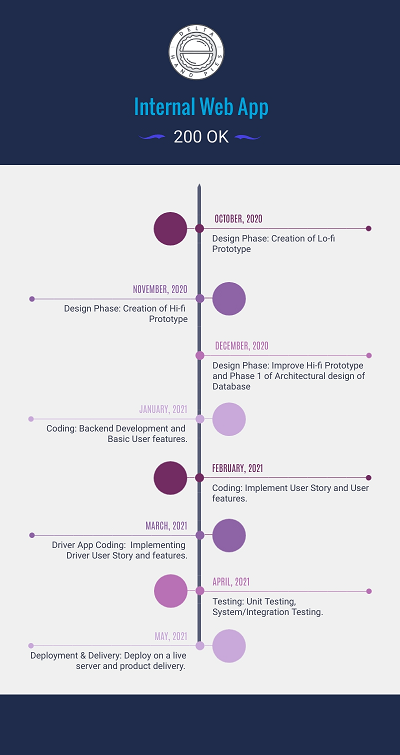 DELTA
HAND PIES
Internal Web App
200 OK
OCTOBER, 2020
Design Phase: Creation of Lo-fi
Prototype
NOVEMBER, 2020
Design Phase: Creation of Hi-fi
Prototype
DECEMBER, 2020
Design Phase: Improve Hi-fi Prototype
and Phase 1 of Architectural design of
Database
JANUARY, 2021
Coding: Backend Development and
Basic User features.
FEBRUARY, 2021
Coding: Implement User Story and User
features.
MARCH, 2021
Driver App Coding: Implementing
Driver User Story and features.
APRIL, 2021
Testing: Unit Testing,
System/Integration Testing.
MAY, 2021
Deployment & Delivery: Deploy on a live
server and product delivery.